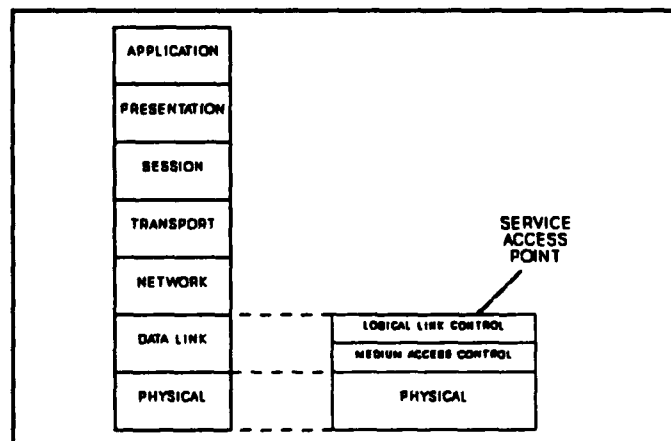 APPLICATION
PRESENTATION
SESSION
TRANSPORT
NETWORK
DATA LINK
PHYSICAL
SERVICE
ACCESS
POINT
LOGICAL LINK CONTROL
MEDIUM ACCESS CONTROL
PHYSICAL